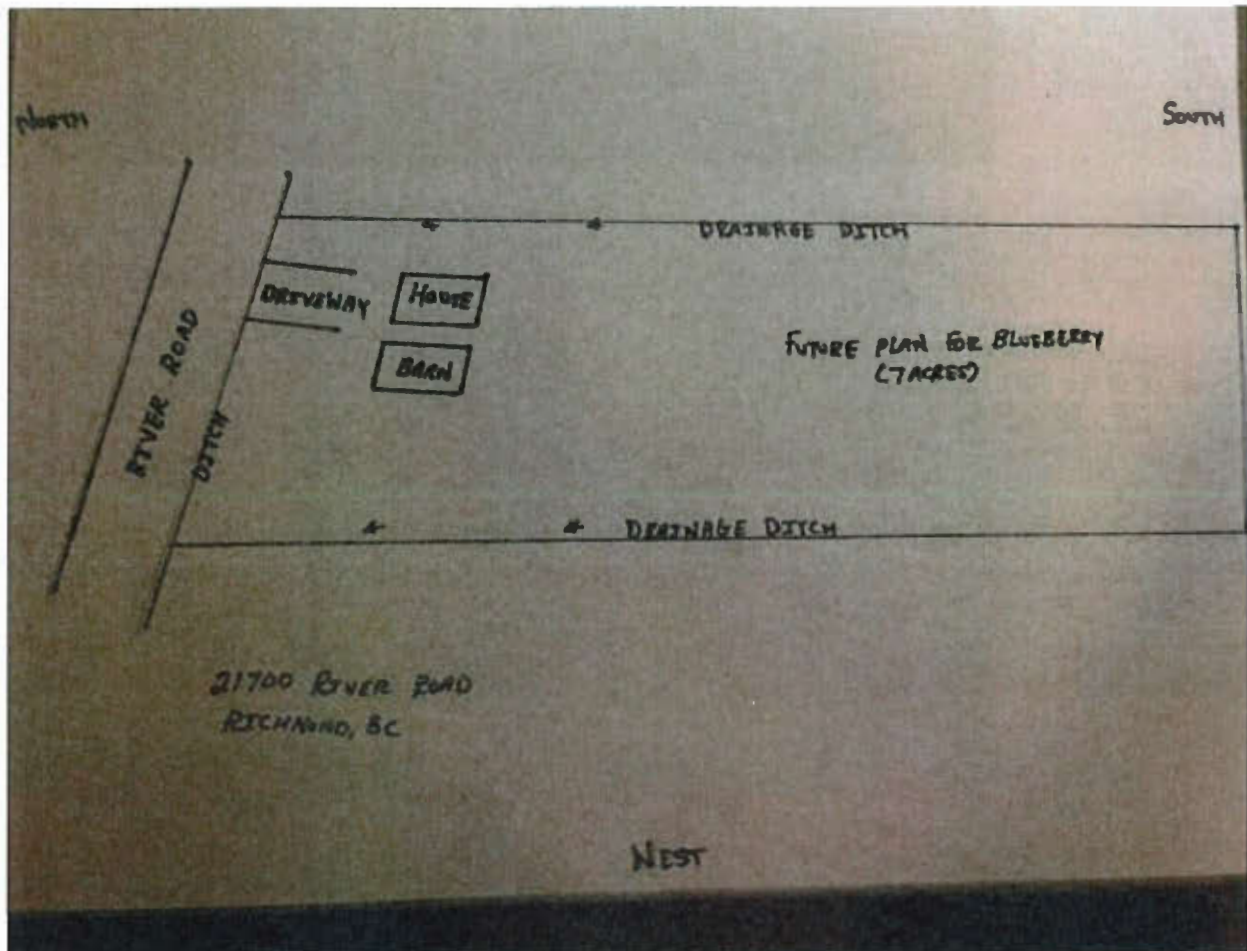 NORTH
SOUTH
DRAINAGE DITCH
DRIVEWAY
HOUSE
BARN
RIVER ROAD
DITCH
FUTURE PLAN FOR BLUEBERRY
(7 ACRES)
DRAINAGE DITCH
21700 RIVER ROAD
RICHMOND, BC
WEST